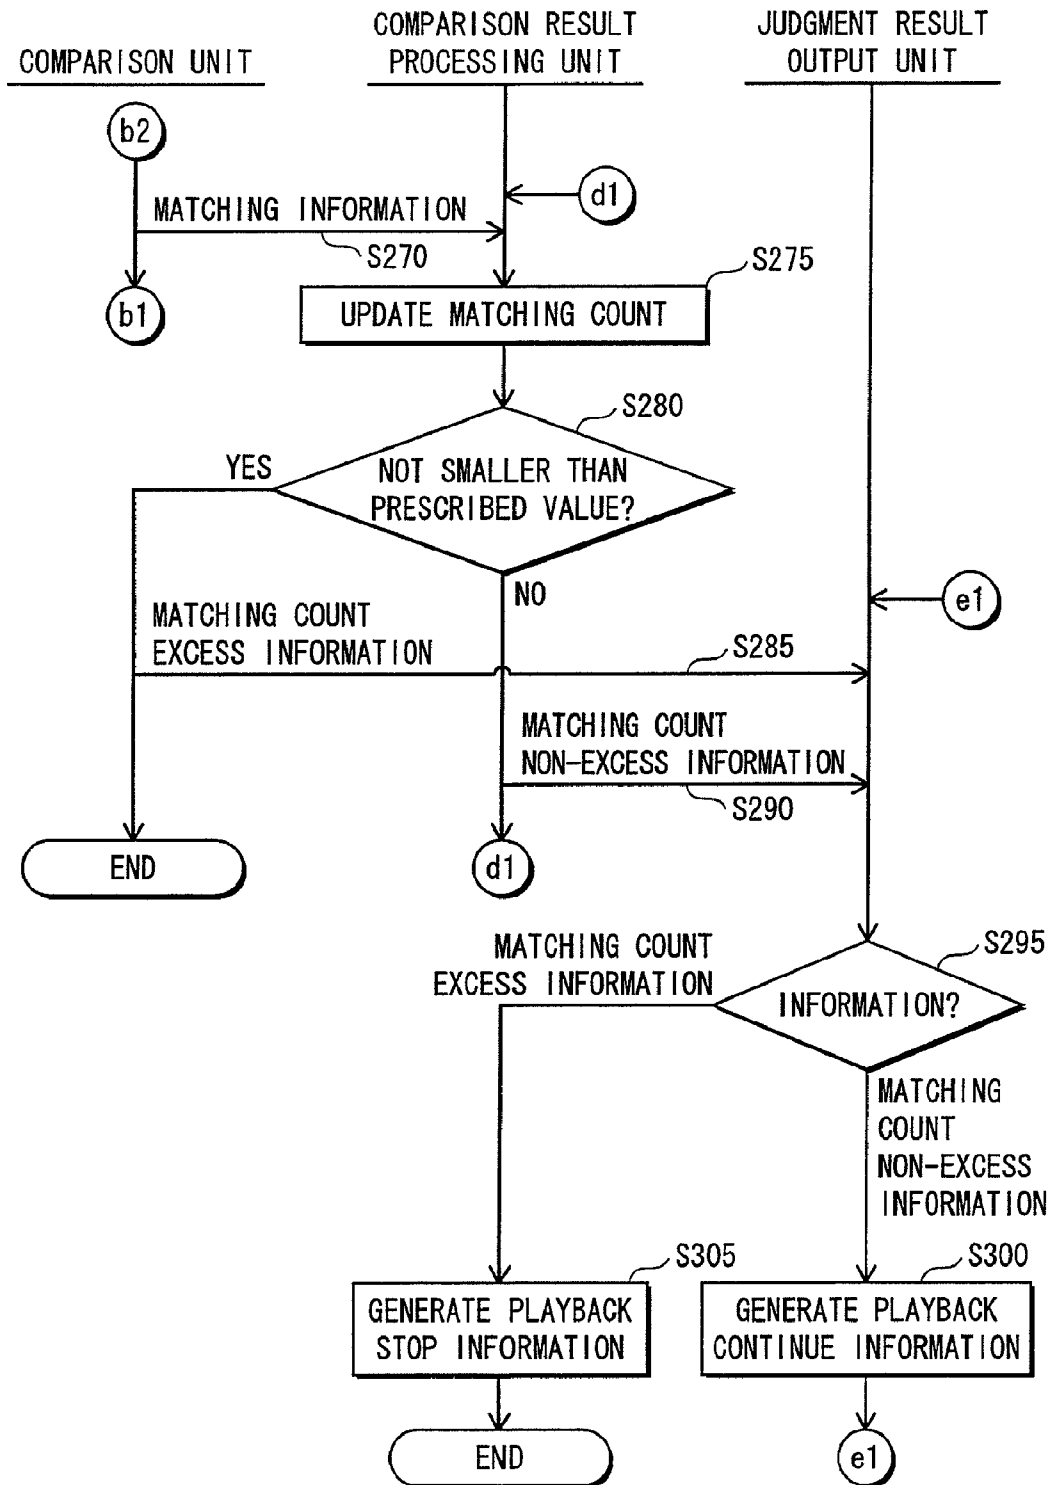 COMPARISON UNIT
COMPARISON RESULT
PROCESSING UNIT
JUDGMENT RESULT
OUTPUT UNIT
b2
d1
MATCHING INFORMATION
S270
b1
S275
UPDATE MATCHING COUNT
S280
YES
NOT SMALLER THAN
PRESCRIBED VALUE?
NO
e1
MATCHING COUNT
EXCESS INFORMATION
S285
MATCHING COUNT
NON-EXCESS INFORMATION
S290
END
d1
MATCHING COUNT
EXCESS INFORMATION
S295
INFORMATION?
MATCHING
COUNT
NON-EXCESS
INFORMATION
S305
S300
GENERATE PLAYBACK
STOP INFORMATION
GENERATE PLAYBACK
CONTINUE INFORMATION
END
e1